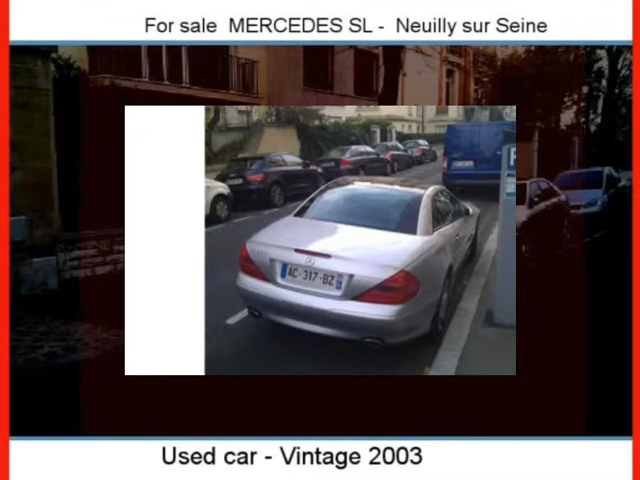 For sale MERCEDES SL - Neuilly sur Seine
AC-317-BZ
P
Used car - Vintage 2003